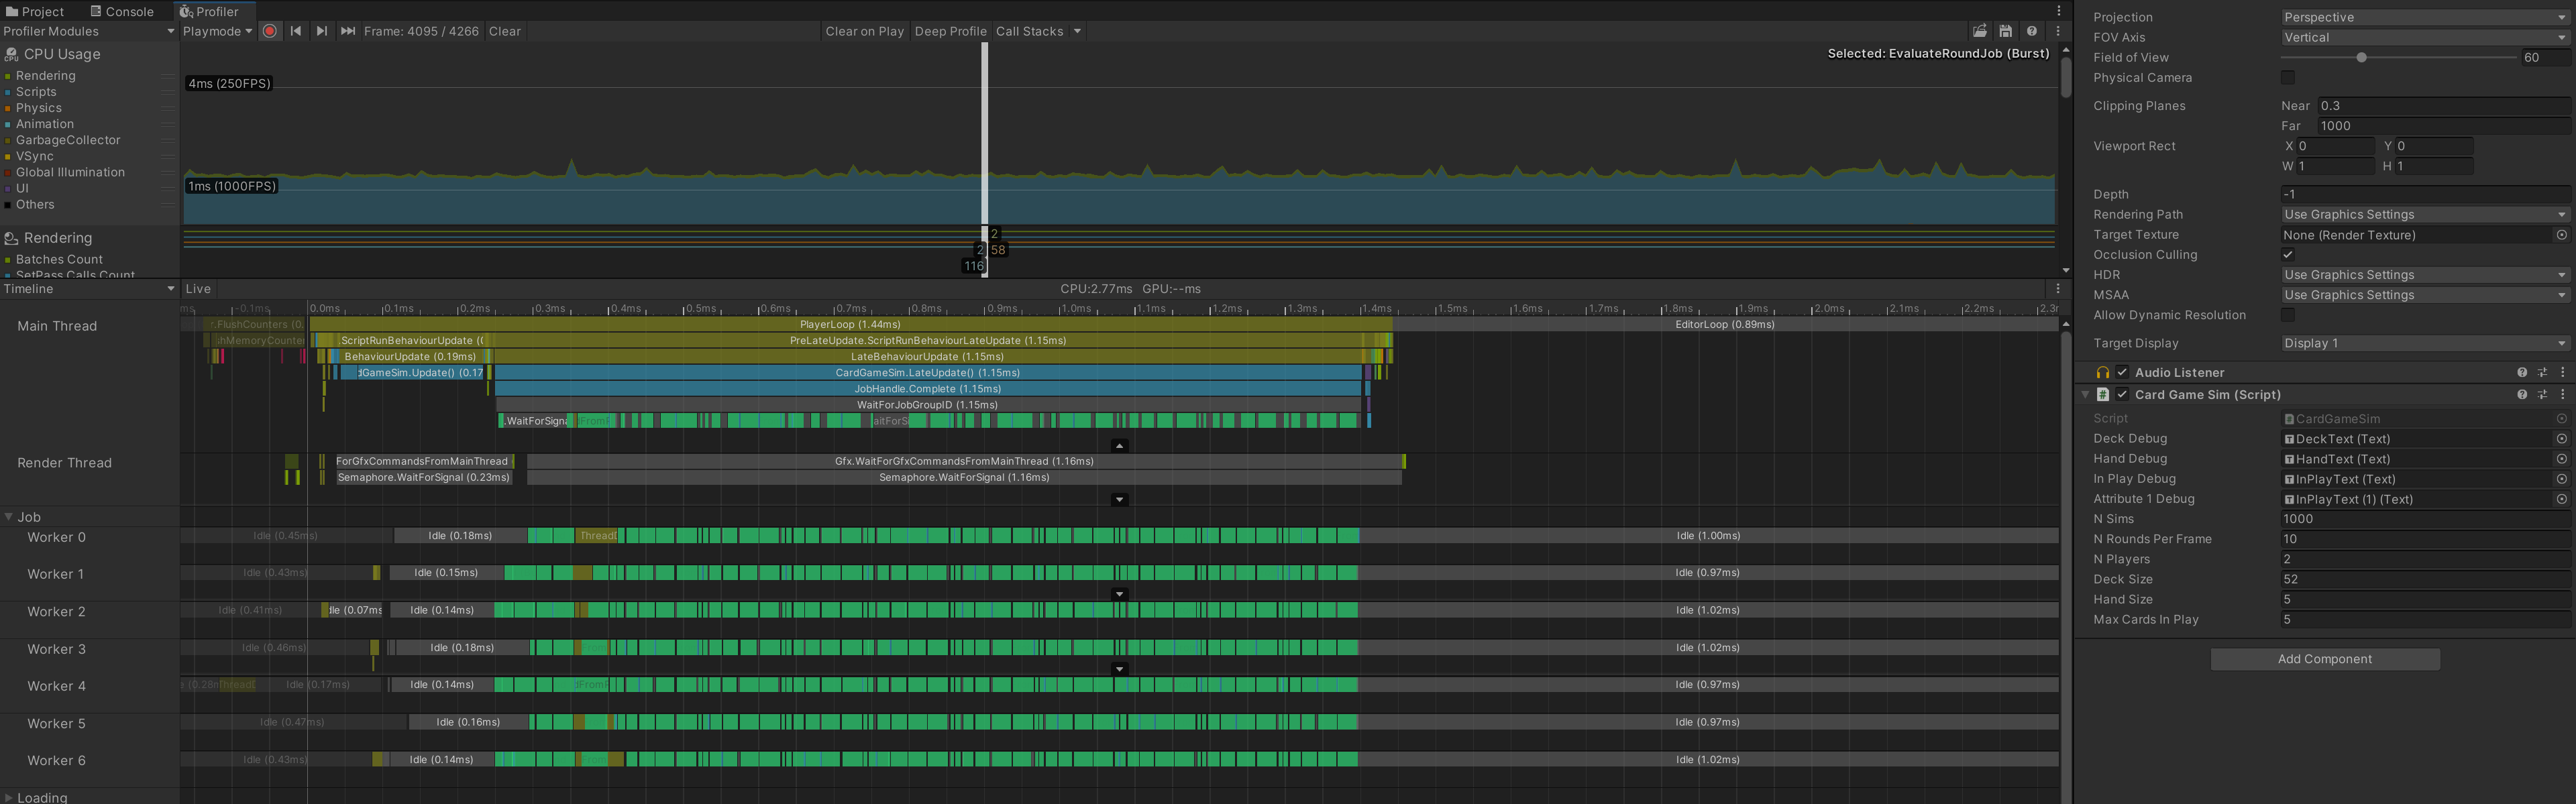 Project Console Profiler
Profiler Modules Playmode Frame: 4095 / 4266 Clear Clear on Play Deep Profile Call Stacks
CPU Usage
Rendering
Scripts
Physics
Animation
GarbageCollector
VSync
Global Illumination
UI
Others
Selected: EvaluateRoundJob (Burst)
4ms (250FPS)
1ms (1000FPS)
Rendering
Batches Count
SetPass Calls Count
2
2 58
116
Timeline Live CPU:2.77ms GPU:--ms
ms -0.1ms 0.0ms 0.1ms 0.2ms 0.3ms 0.4ms 0.5ms 0.6ms 0.7ms 0.8ms 0.9ms 1.0ms 1.1ms 1.2ms 1.3ms 1.4ms 1.5ms 1.6ms 1.7ms 1.8ms 1.9ms 2.0ms 2.1ms 2.2ms 2.3m
Main Thread
r.FlushCounters (0. PlayerLoop (1.44ms) EditorLoop (0.89ms)
hMemoryCounter ScriptRunBehaviourUpdate (0 PreLateUpdate.ScriptRunBehaviourLateUpdate (1.15ms)
BehaviourUpdate (0.19ms) LateBehaviourUpdate (1.15ms)
dGameSim.Update() (0.17 CardGameSim.LateUpdate() (1.15ms)
JobHandle.Complete (1.15ms)
WaitForJobGroupID (1.15ms)
.WaitForSigna aitForSi
Render Thread
ForGfxCommandsFromMainThread Gfx.WaitForGfxCommandsFromMainThread (1.16ms)
Semaphore.WaitForSignal (0.23ms) Semaphore.WaitForSignal (1.16ms)
Job
Worker 0 Idle (0.45ms) Idle (0.18ms) ThreadI Idle (1.00ms)
Worker 1 Idle (0.43ms) Idle (0.15ms) Idle (0.97ms)
Worker 2 Idle (0.41ms) dle (0.07ms Idle (0.14ms) Idle (1.02ms)
Worker 3 Idle (0.46ms) Idle (0.18ms) Idle (1.02ms)
Worker 4 Idle (0.17ms) Idle (0.14ms) Idle (0.97ms)
Worker 5 Idle (0.47ms) Idle (0.16ms) Idle (0.97ms)
Worker 6 Idle (0.43ms) Idle (0.14ms) Idle (1.02ms)
Loading
Projection Perspective
FOV Axis Vertical
Field of View 60
Physical Camera
Clipping Planes Near 0.3
Far 1000
Viewport Rect X 0 Y 0
W 1 H 1
Depth -1
Rendering Path Use Graphics Settings
Target Texture None (Render Texture)
Occlusion Culling
HDR Use Graphics Settings
MSAA Use Graphics Settings
Allow Dynamic Resolution
Target Display Display 1
Audio Listener
Card Game Sim (Script)
Script CardGameSim
Deck Debug DeckText (Text)
Hand Debug HandText (Text)
In Play Debug InPlayText (Text)
Attribute 1 Debug InPlayText (1) (Text)
N Sims 1000
N Rounds Per Frame 10
N Players 2
Deck Size 52
Hand Size 5
Max Cards In Play 5
Add Component